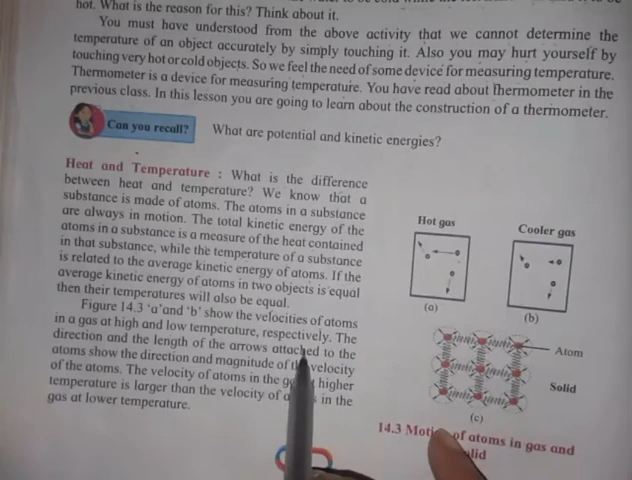 hot. What is the reason for this? Think about it.
You must have understood from the above activity that we cannot determine the
temperature of an object accurately by simply touching it. Also you may hurt yourself by
touching very hot or cold objects. So we feel the need of some device for measuring temperature.
Thermometer is a device for measuring temperature. You have read about thermometer in the
previous class. In this lesson you are going to learn about the construction of a thermometer.
Can you recall? What are potential and kinetic energies?
Heat and Temperature : What is the difference
between heat and temperature? We know that a
substance is made of atoms. The atoms in a substance
are always in motion. The total kinetic energy of the
atoms in a substance is a measure of the heat contained
in that substance, while the temperature of a substance
is related to the average kinetic energy of atoms. If the
average kinetic energy of atoms in two objects is equal
then their temperatures will also be equal.
Figure 14.3 'a'and 'b' show the velocities of atoms
in a gas at high and low temperature, respectively. The
direction and the length of the arrows attached to the
atoms show the direction and magnitude of velocity
of the atoms. The velocity of atoms in the higher
temperature is larger than the velocity of in the
gas at lower temperature.
Hot gas
Cooler gas
(a)
(b)
Atom
Solid
(c)
14.3 of atoms in gas and